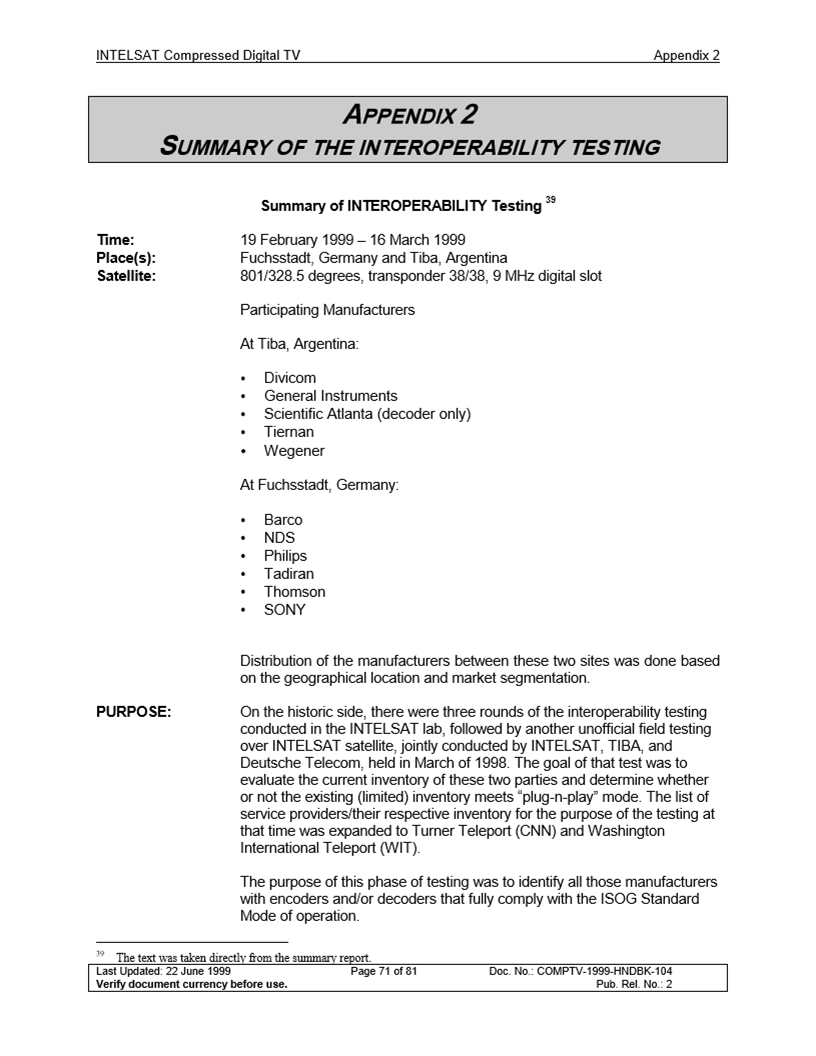 INTELSAT Compressed Digital TV Appendix 2
APPENDIX 2
SUMMARY OF THE INTEROPERABILITY TESTING
Summary of INTEROPERABILITY Testing 39
Time: 19 February 1999 – 16 March 1999
Place(s): Fuchsstadt, Germany and Tiba, Argentina
Satellite: 801/328.5 degrees, transponder 38/38, 9 MHz digital slot
Participating Manufacturers
At Tiba, Argentina:
• Divicom
• General Instruments
• Scientific Atlanta (decoder only)
• Tiernan
• Wegener
At Fuchsstadt, Germany:
• Barco
• NDS
• Philips
• Tadiran
• Thomson
• SONY
Distribution of the manufacturers between these two sites was done based
on the geographical location and market segmentation.
PURPOSE: On the historic side, there were three rounds of the interoperability testing
conducted in the INTELSAT lab, followed by another unofficial field testing
over INTELSAT satellite, jointly conducted by INTELSAT, TIBA, and
Deutsche Telecom, held in March of 1998. The goal of that test was to
evaluate the current inventory of these two parties and determine whether
or not the existing (limited) inventory meets “plug-n-play” mode. The list of
service providers/their respective inventory for the purpose of the testing at
that time was expanded to Turner Teleport (CNN) and Washington
International Teleport (WIT).
The purpose of this phase of testing was to identify all those manufacturers
with encoders and/or decoders that fully comply with the ISOG Standard
Mode of operation.
39 The text was taken directly from the summary report.
Last Updated: 22 June 1999 Page 71 of 81 Doc. No.: COMPTV-1999-HNDBK-104
Verify document currency before use. Pub. Rel. No.: 2